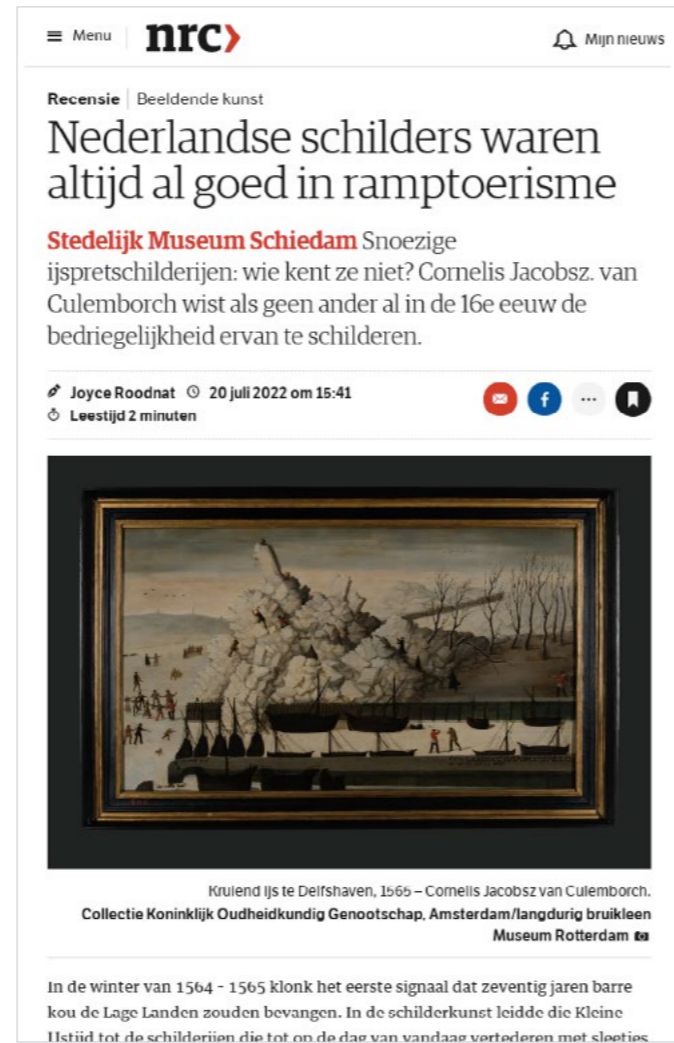 Menu
nrc>
Mijn nieuws
Recensie | Beeldende kunst
Nederlandse schilders waren
altijd al goed in ramptoerisme
Stedelijk Museum Schiedam Snoezige
ijspretschilderijen: wie kent ze niet? Cornelis Jacobsz. van
Culemborch wist als geen ander al in de 16e eeuw de
bedriegelijkheid ervan te schilderen.
Joyce Roodnat 20 juli 2022 om 15:41
Leestijd 2 minuten
Kruiend ijs te Delfshaven, 1565 – Cornelis Jacobsz van Culemborch.
Collectie Koninklijk Oudheidkundig Genootschap, Amsterdam/langdurig bruikleen
Museum Rotterdam
In de winter van 1564 - 1565 klonk het eerste signaal dat zeventig jaren barre
kou de Lage Landen zouden bevangen. In de schilderkunst leidde die Kleine
IJstijd tot de schilderijen die tot op de dag van vandaag vertederen met sleetjes